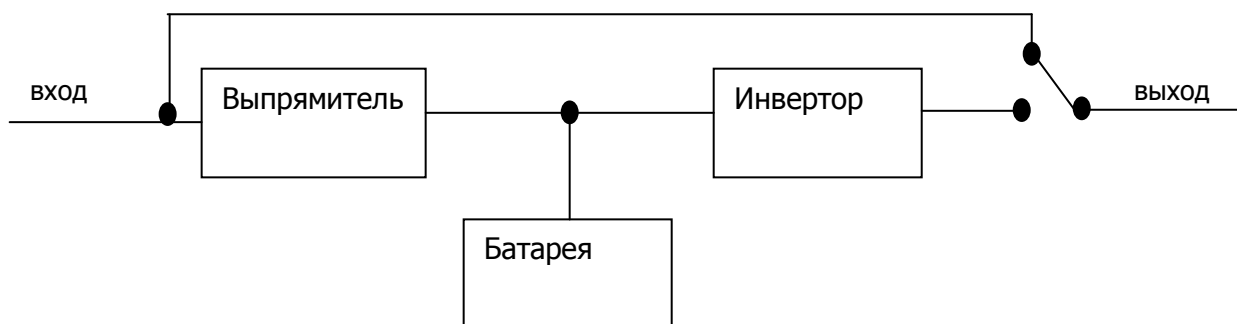 вход
Выпрямитель
Инвертор
выход
Батарея